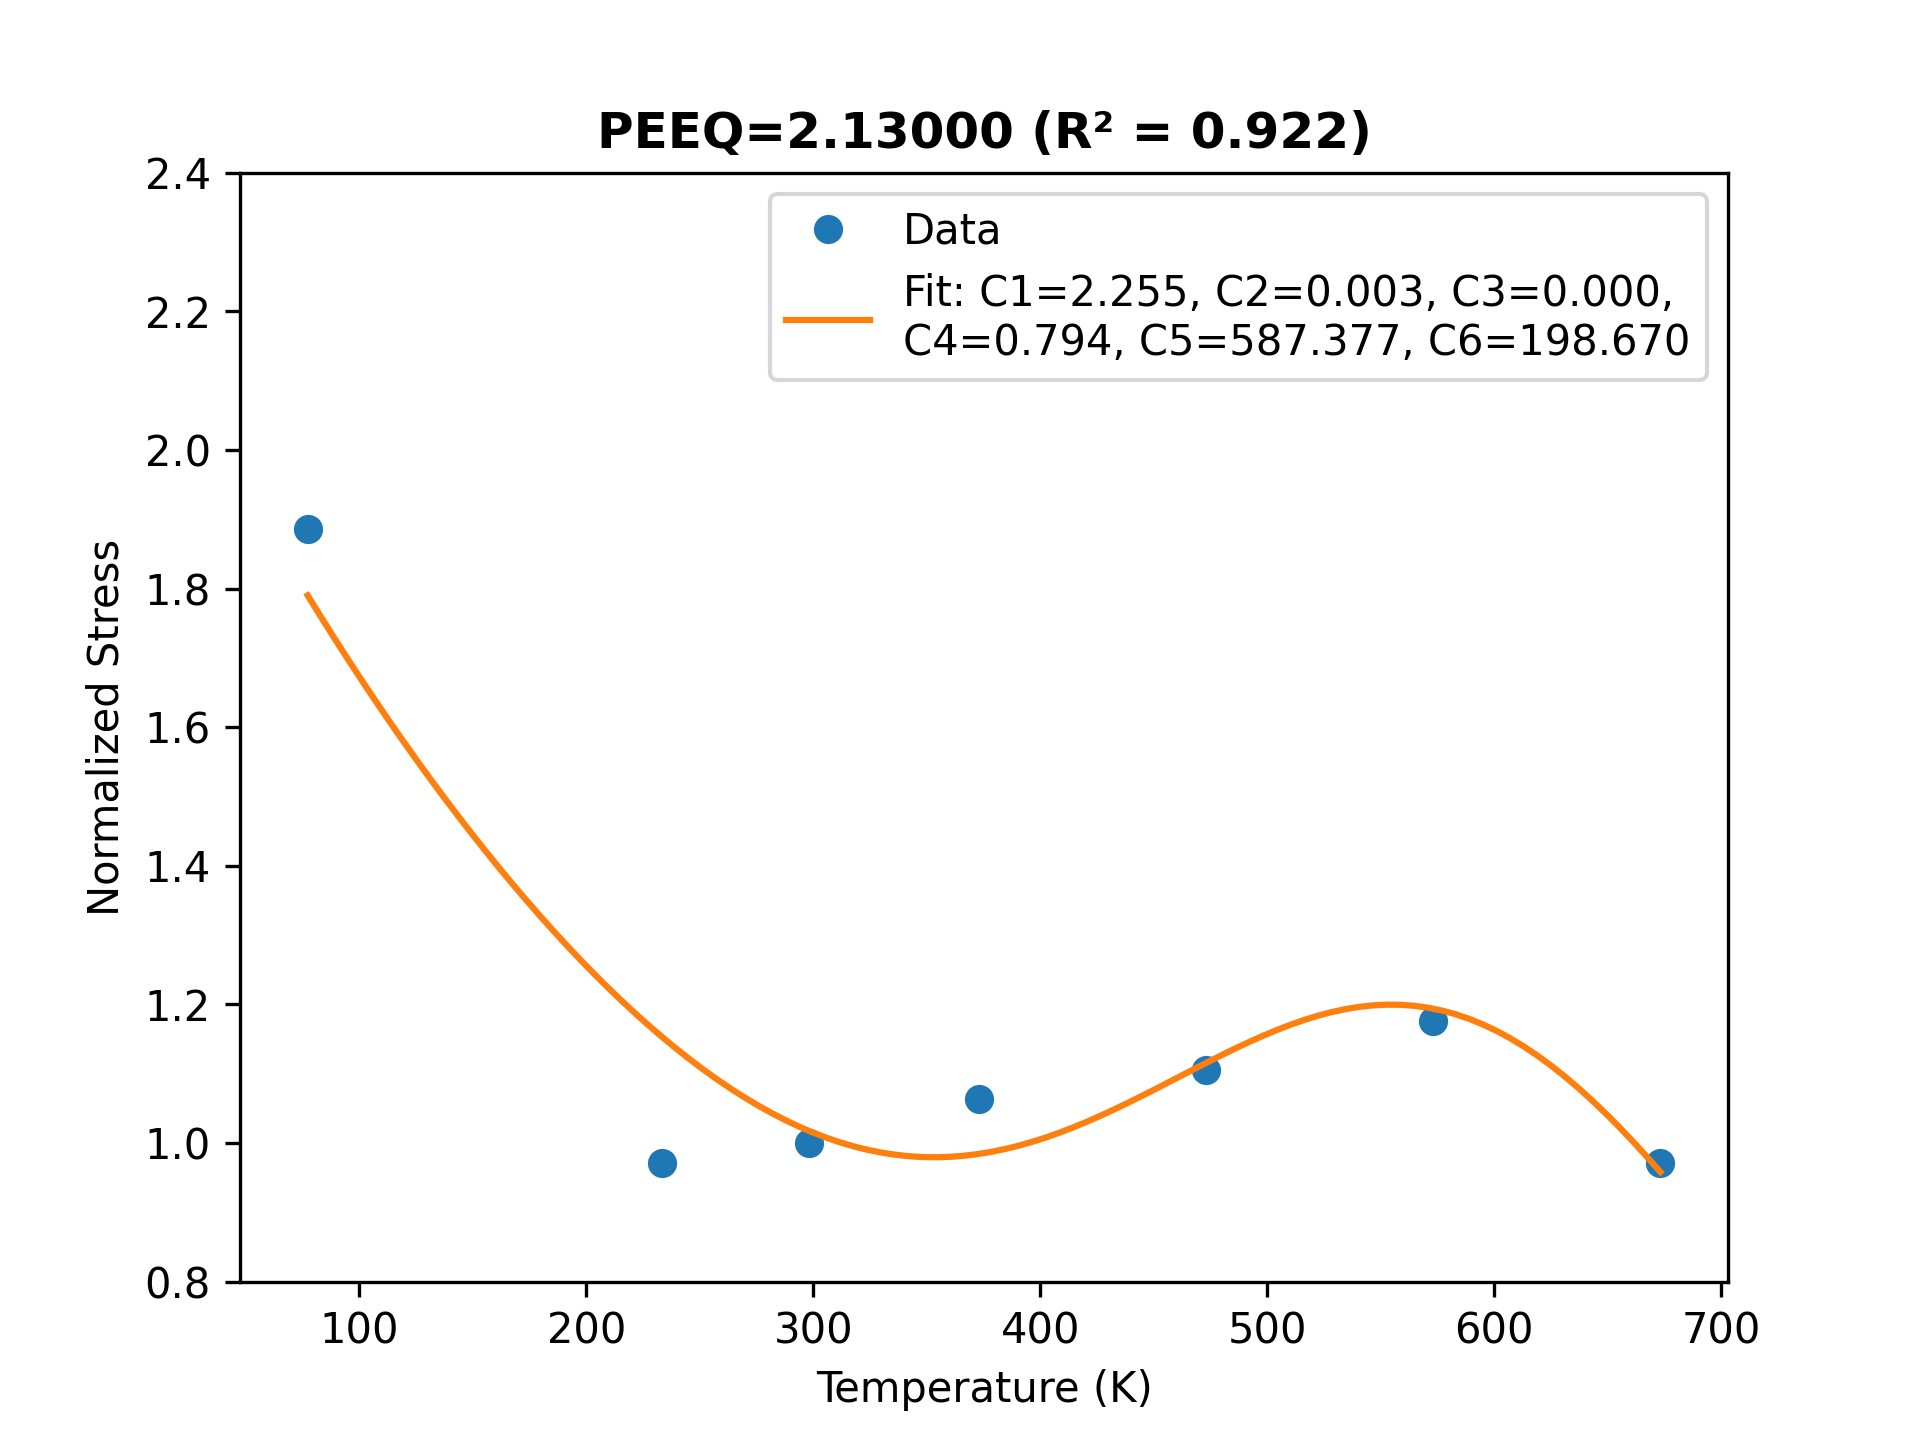 PEEQ=2.13000 (R² = 0.922)
2.4
2.2
2.0
1.8
1.6
1.4
1.2
1.0
0.8
Normalized Stress
Data
Fit: C1=2.255, C2=0.003, C3=0.000,
C4=0.794, C5=587.377, C6=198.670
100 200 300 400 500 600 700
Temperature (K)